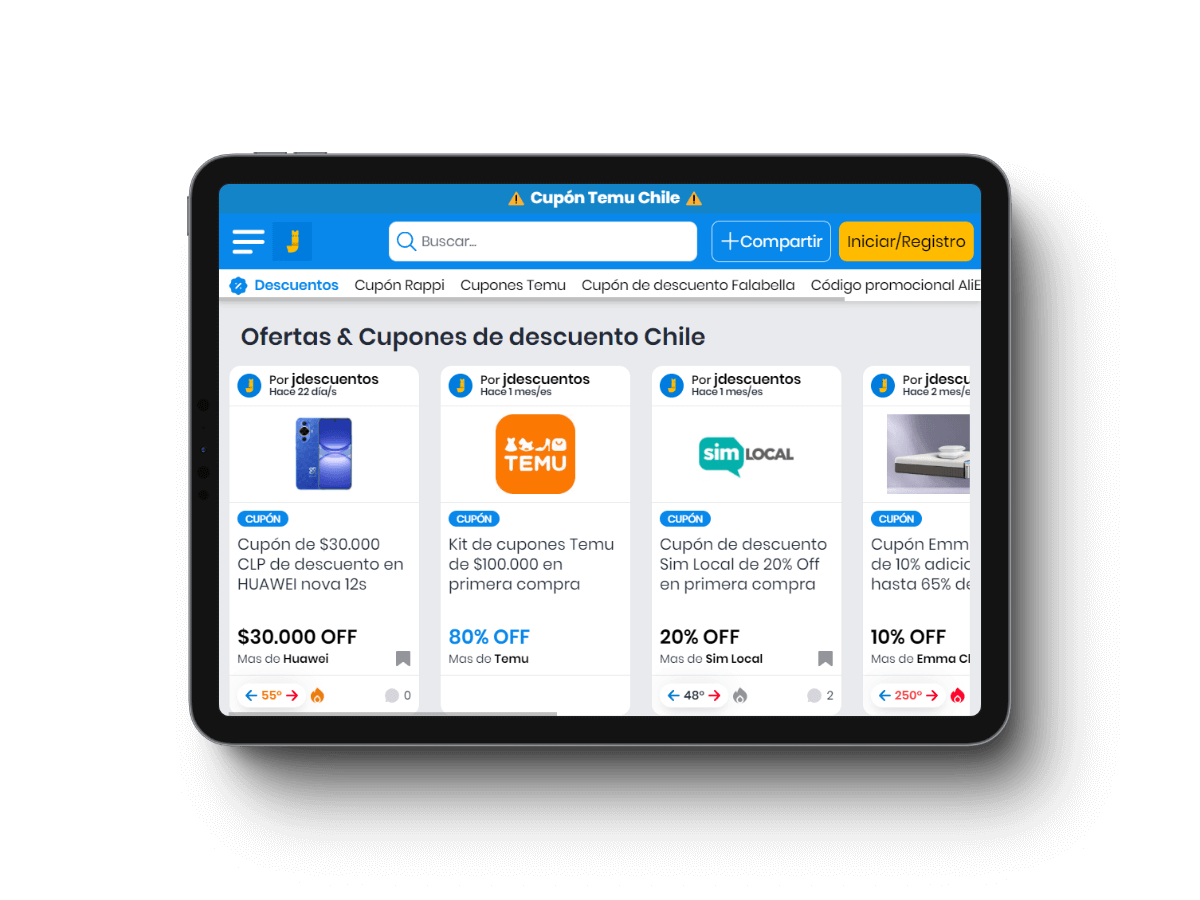 Cupón Temu Chile
Buscar...
Compartir
Iniciar/Registro
Descuentos Cupón Rappi Cupones Temu Cupón de descuento Falabella Código promocional AliE
Ofertas & Cupones de descuento Chile
Por jdescuentos
Hace 22 día/s
CUPÓN
Cupón de $30.000
CLP de descuento en
HUAWEI nova 12s
$30.000 OFF
Mas de Huawei
55°
0
Por jdescuentos
Hace 1 mes/es
TEMU
CUPÓN
Kit de cupones Temu
de $100.000 en
primera compra
80% OFF
Mas de Temu
Por jdescuentos
Hace 1 mes/es
sim LOCAL
CUPÓN
Cupón de descuento
Sim Local de 20% Off
en primera compra
20% OFF
Mas de Sim Local
48°
2
Por jdescu
Hace 2 mes/e
CUPÓN
Cupón Emm
de 10% adicio
hasta 65% de
10% OFF
Mas de Emma Ch
250°